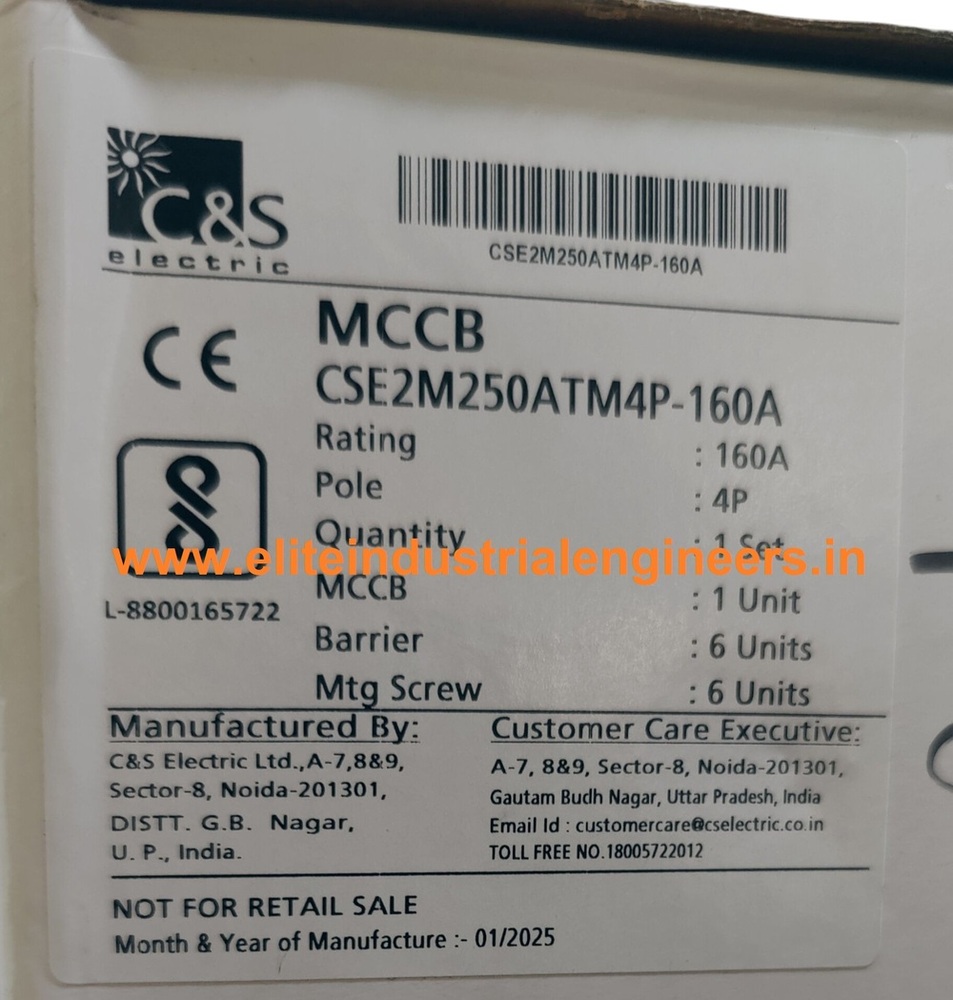 C&S
electric
CSE2M250ATM4P-160A
CE
MCCB
CSE2M250ATM4P-160A
Rating : 160A
Pole : 4P
Quantity : 1 Set
www.eliteindustrialengineers.in
MCCB : 1 Unit
L-8800165722
Barrier : 6 Units
Mtg Screw : 6 Units
Manufactured By:
C&S Electric Ltd.,A-7,8&9,
Sector-8, Noida-201301,
DISTT. G.B. Nagar,
U. P., India.
Customer Care Executive:
A-7, 8&9, Sector-8, Noida-201301,
Gautam Budh Nagar, Uttar Pradesh, India
Email Id : customercare@cselectric.co.in
TOLL FREE NO.18005722012
NOT FOR RETAIL SALE
Month & Year of Manufacture :- 01/2025